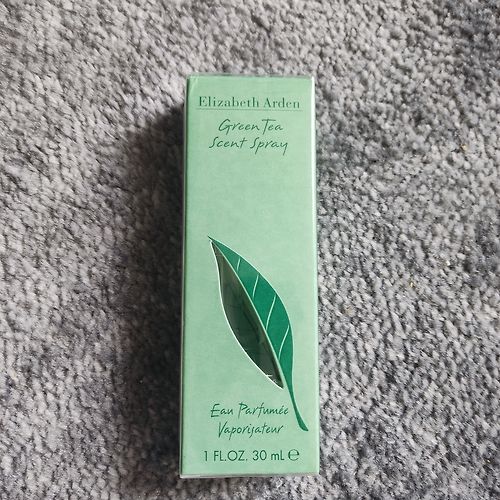 Elizabeth Arden
Green Tea
Scent Spray
Eau Parfumée
Vaporisateur
1 FL.OZ. 30 mL ℮